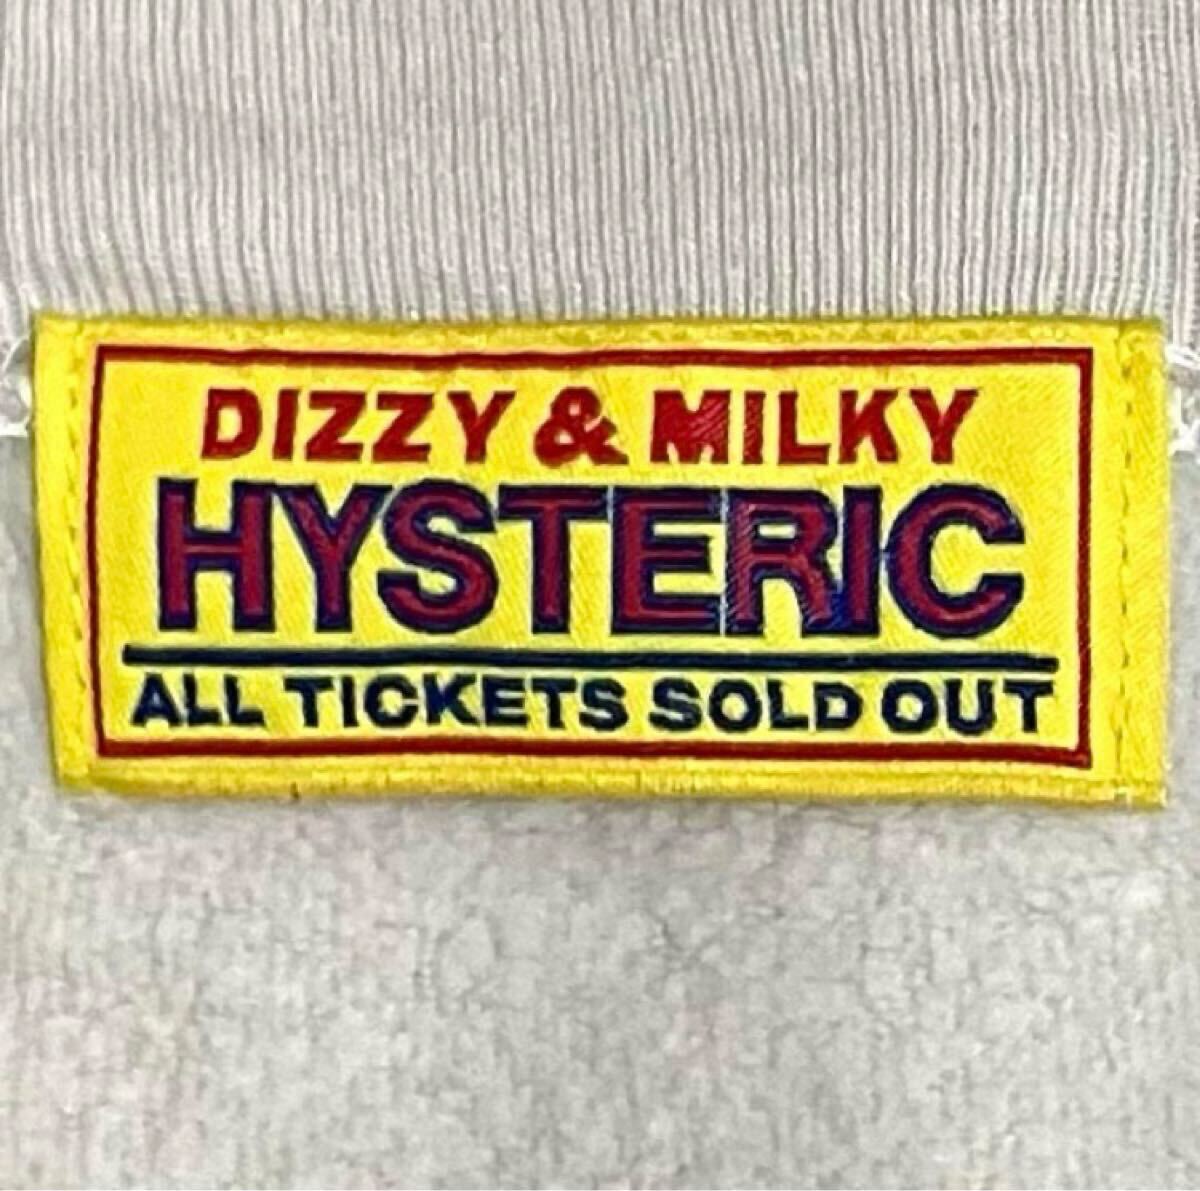 DIZZY & MILKY
HYSTERIC
ALL TICKETS SOLD OUT